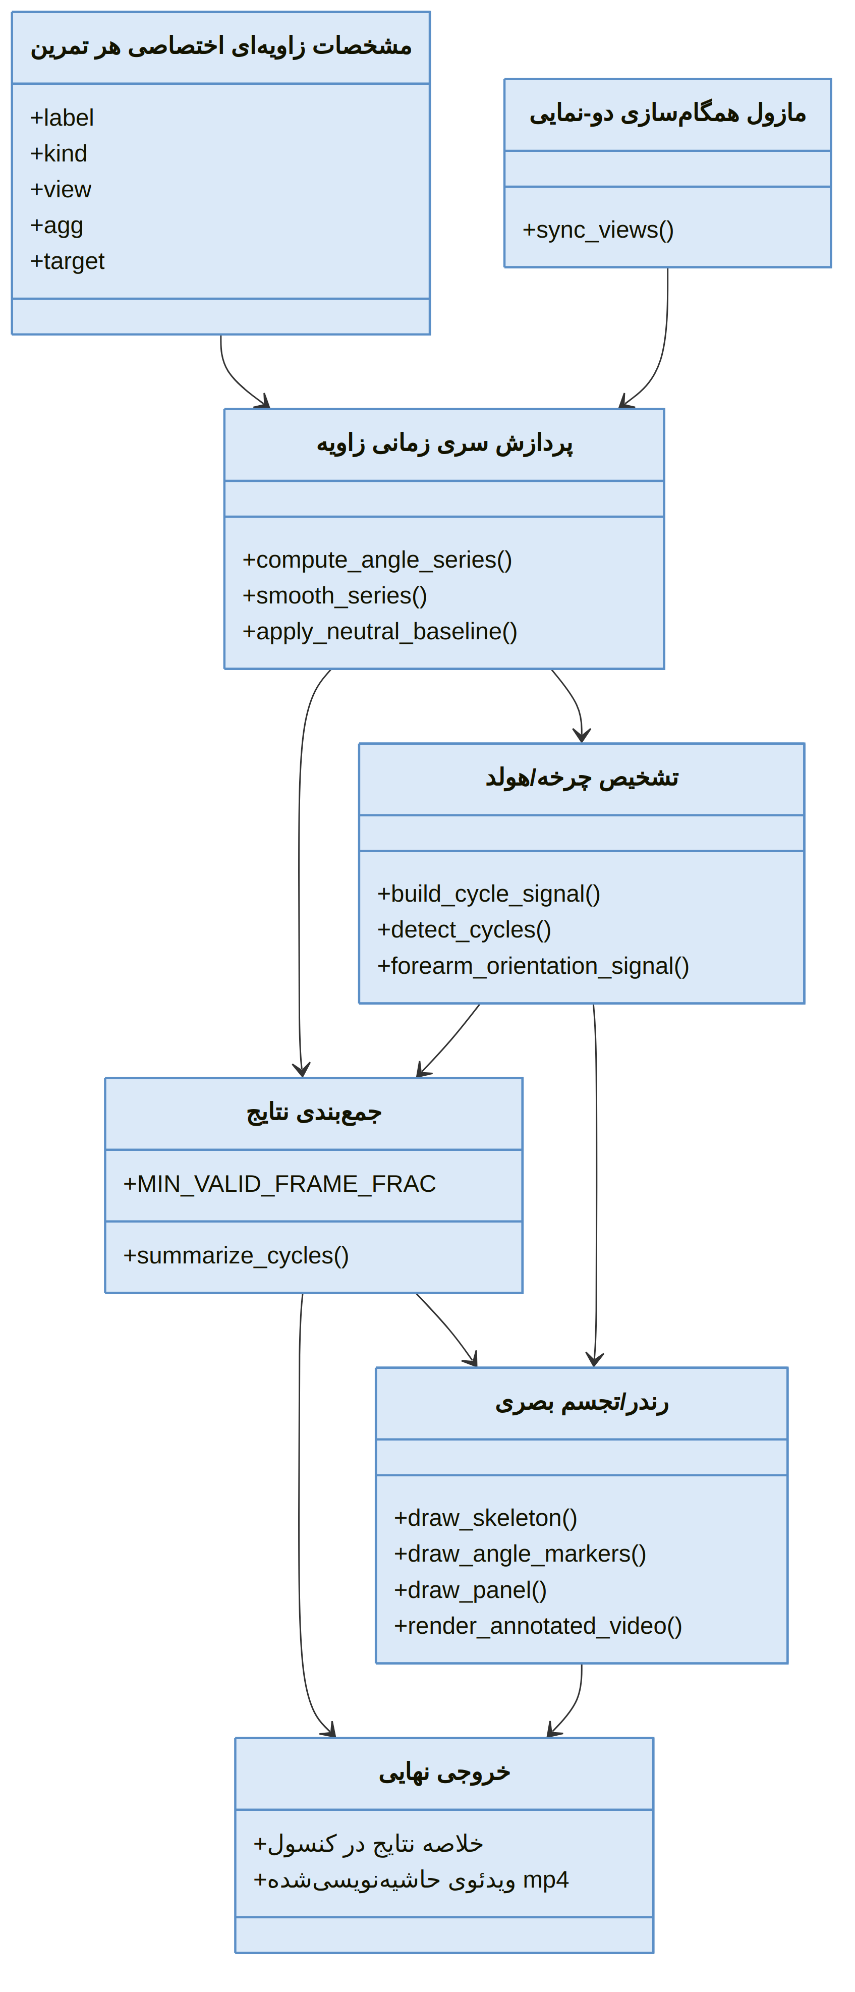 مشخصات زاویه‌ای اختصاصی هر تمرین
+label
+kind
+view
+agg
+target
ماژول همگام‌سازی دو-نمایی
+sync_views()
پردازش سری زمانی زاویه
+compute_angle_series()
+smooth_series()
+apply_neutral_baseline()
تشخیص چرخه/هولد
+build_cycle_signal()
+detect_cycles()
+forearm_orientation_signal()
جمع‌بندی نتایج
+MIN_VALID_FRAME_FRAC
+summarize_cycles()
رندر/تجسم بصری
+draw_skeleton()
+draw_angle_markers()
+draw_panel()
+render_annotated_video()
خروجی نهایی
+خلاصه نتایج در کنسول
+ویدئوی حاشیه‌نویسی‌شده mp4